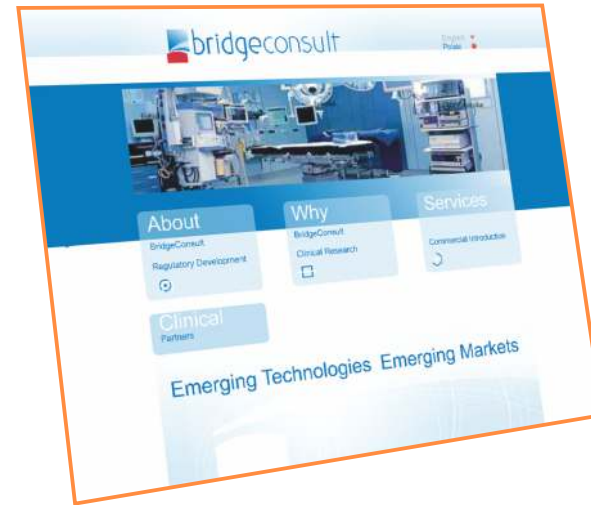 bridgeconsult
English
Polski
About
BridgeConsult
Regulatory Development
Why
BridgeConsult
Clinical Research
Services
Commercial Introduction
Clinical
Partners
Emerging Technologies Emerging Markets